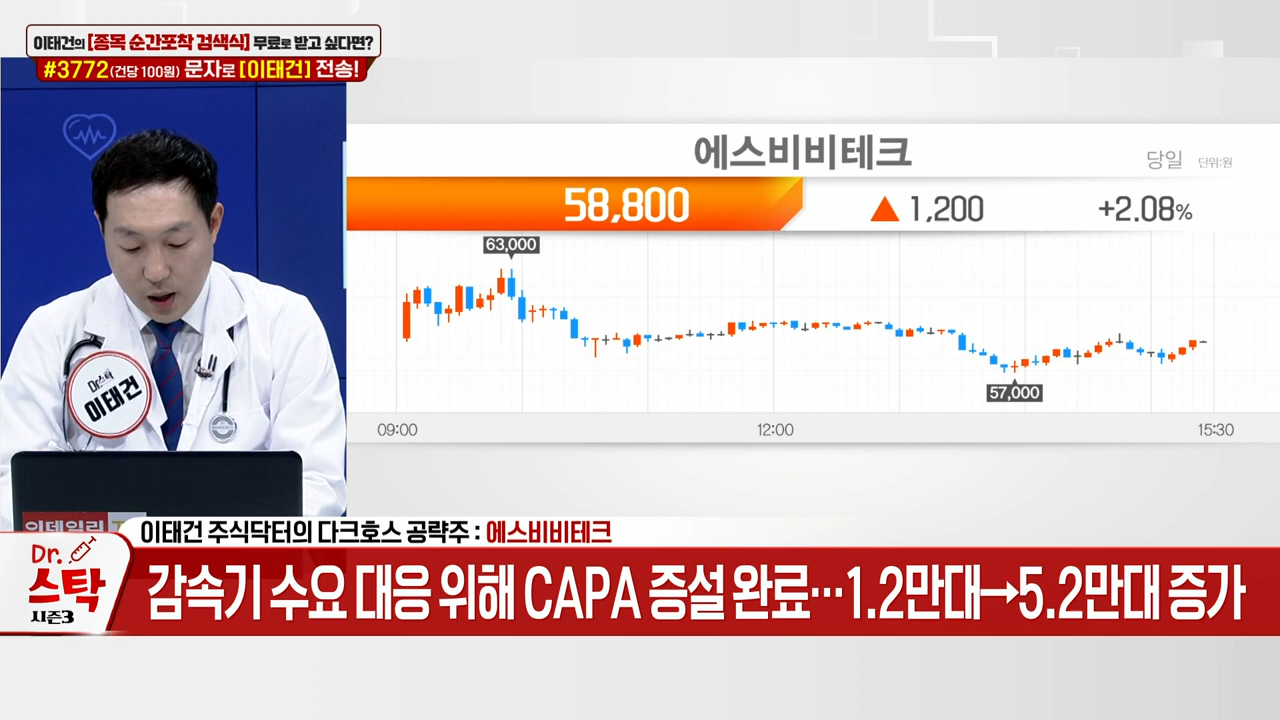 이태건의 [종목 순간포착 검색식] 무료로 받고 싶다면?
#3772(건당 100원) 문자로 [이태건] 전송!
에스비비테크
당일 단위:원
58,800 ▲ 1,200 +2.08%
63,000
57,000
09:00 12:00 15:30
Dr.스탁
이태건
이데일리
이태건 주식닥터의 다크호스 공략주 : 에스비비테크
Dr.
스탁
시즌3
감속기 수요 대응 위해 CAPA 증설 완료…1.2만대→5.2만대 증가